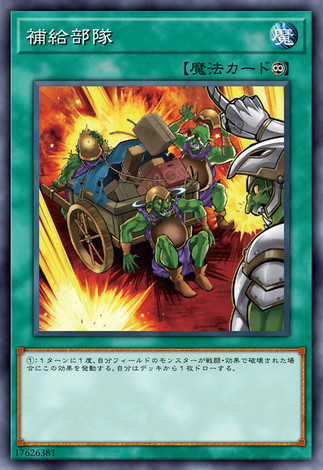 補給部隊
魔
【魔法カード∞】
①:1ターンに1度、自分フィールドのモンスターが戦闘・効果で破壊された場
合にこの効果を発動する。自分はデッキから1枚ドローする。
17626381